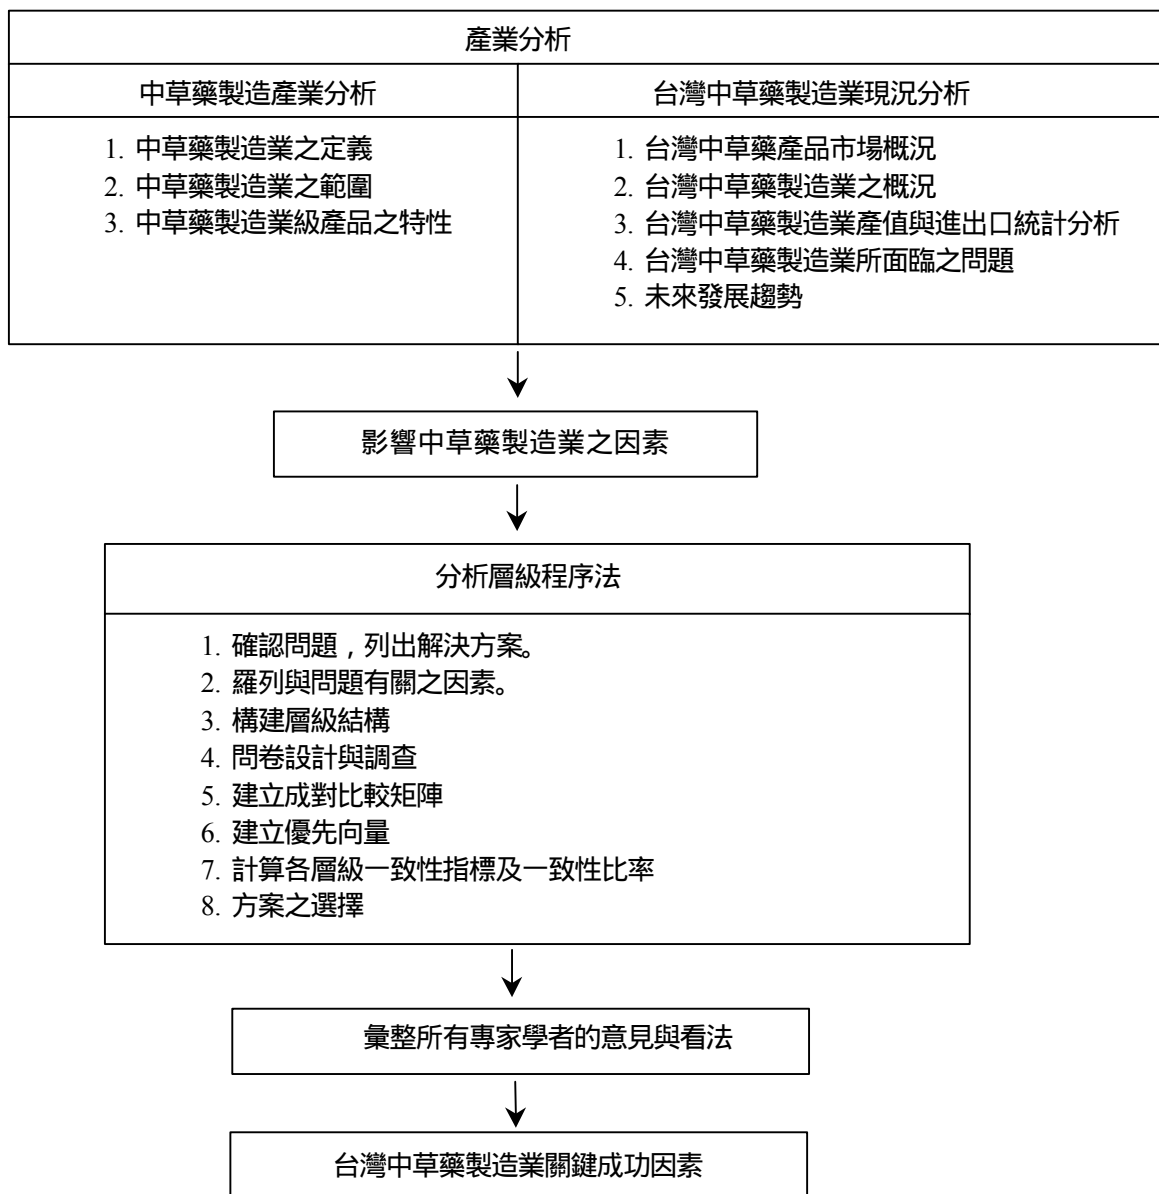 產業分析
中草藥製造產業分析
1. 中草藥製造業之定義
2. 中草藥製造業之範圍
3. 中草藥製造業級產品之特性
台灣中草藥製造業現況分析
1. 台灣中草藥產品市場概況
2. 台灣中草藥製造業之概況
3. 台灣中草藥製造業產值與進出口統計分析
4. 台灣中草藥製造業所面臨之問題
5. 未來發展趨勢
影響中草藥製造業之因素
分析層級程序法
1. 確認問題，列出解決方案。
2. 羅列與問題有關之因素。
3. 構建層級結構
4. 問卷設計與調查
5. 建立成對比較矩陣
6. 建立優先向量
7. 計算各層級一致性指標及一致性比率
8. 方案之選擇
彙整所有專家學者的意見與看法
台灣中草藥製造業關鍵成功因素